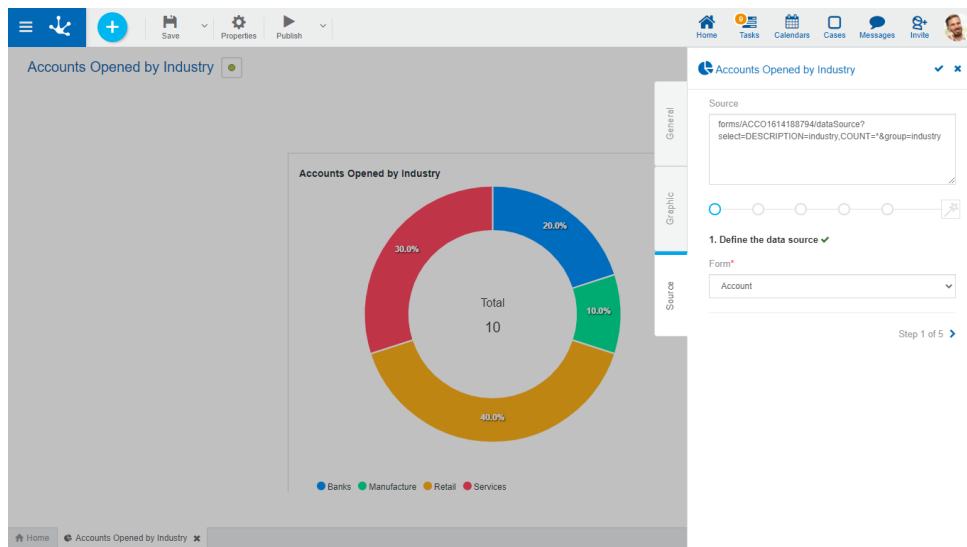 Save
Properties
Publish
Home
0
Tasks
Calendars
Cases
Messages
Invite
Accounts Opened by Industry
Accounts Opened by Industry
General
Graphic
Source
Source
forms/ACCO1614188794/dataSource?
select=DESCRIPTION=industry,COUNT=*&group=industry
1. Define the data source
Form*
Account
Step 1 of 5
Accounts Opened by Industry
20.0%
30.0%
10.0%
40.0%
Total
10
Banks Manufacture Retail Services
Home
Accounts Opened by Industry